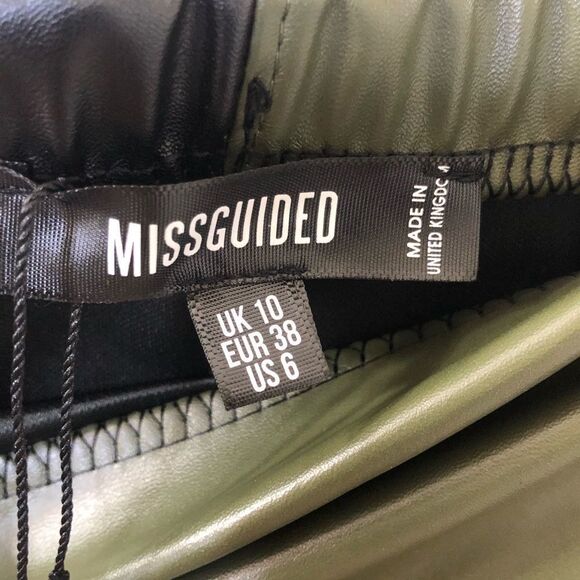 MISSGUIDED
MADE IN
UNITED KINGDOM
UK 10
EUR 38
US 6